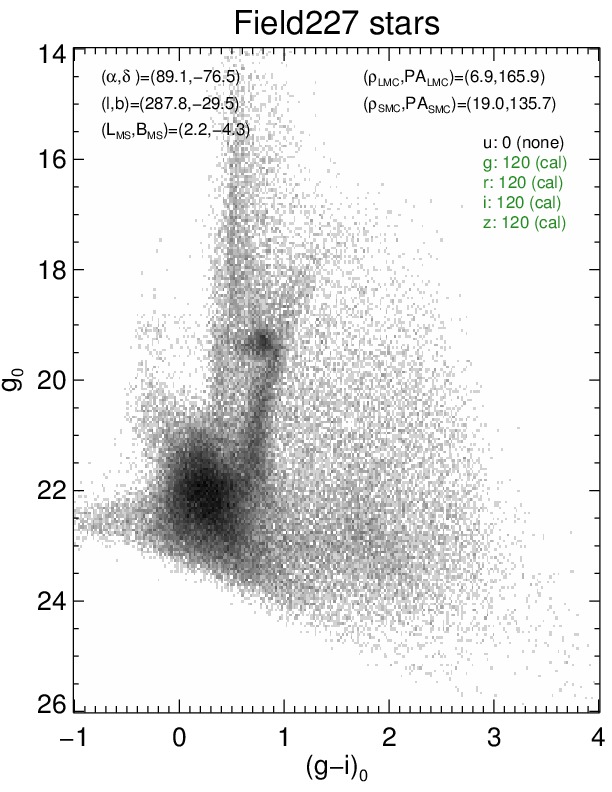 Field227 stars
(α,δ )=(89.1,−76.5)
(l,b)=(287.8,−29.5)
(LMS,BMS)=(2.2,−4.3)
(ρLMC,PALMC)=(6.9,165.9)
(ρSMC,PASMC)=(19.0,135.7)
u: 0 (none)
g: 120 (cal)
r: 120 (cal)
i: 120 (cal)
z: 120 (cal)
14
16
18
20
22
24
26
g0
−1 0 1 2 3 4
(g−i)0